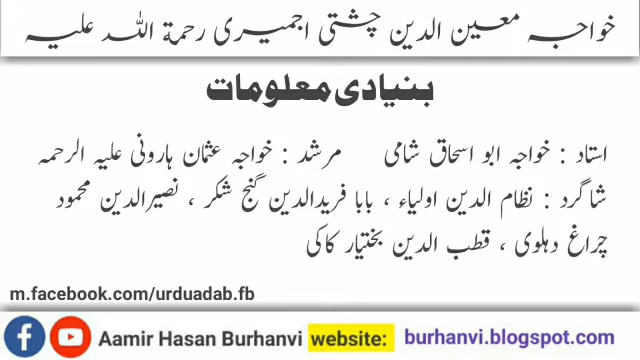 خواجہ معین الدین چشتی اجمیری رحمۃ اللہ علیہ
بنیادی معلومات
استاد : خواجہ ابو اسحاق شامی مرشد : خواجہ عثمان ہارونی علیہ الرحمہ
شاگرد : نظام الدین اولیاء ، بابا فریدالدین گنج شکر ، نصیرالدین محمود
چراغ دہلوی ، قطب الدین بختیار کاکی
m.facebook.com/urduadab.fb
Aamir Hasan Burhanvi website: burhanvi.blogspot.com